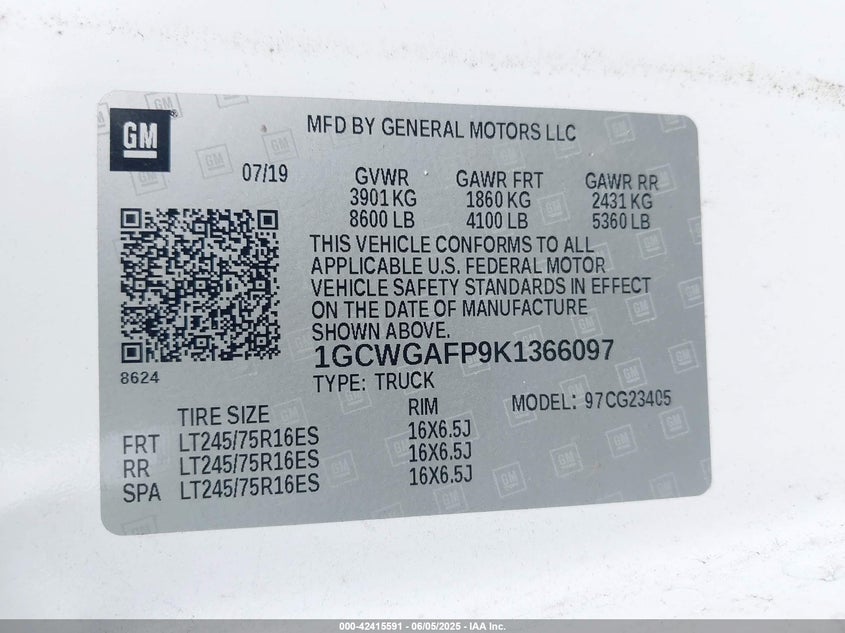 GM
MFD BY GENERAL MOTORS LLC
07/19
GVWR GAWR FRT GAWR RR
3901 KG 1860 KG 2431 KG
8600 LB 4100 LB 5360 LB
THIS VEHICLE CONFORMS TO ALL
APPLICABLE U.S. FEDERAL MOTOR
VEHICLE SAFETY STANDARDS IN EFFECT
ON THE DATE OF MANUFACTURE
SHOWN ABOVE.
1GCWGAFP9K1366097
8624
TYPE: TRUCK
TIRE SIZE RIM MODEL: 97CG23405
FRT LT245/75R16ES 16X6.5J
RR LT245/75R16ES 16X6.5J
SPA LT245/75R16ES 16X6.5J
000-42415591 - 06/05/2025 - IAA Inc.